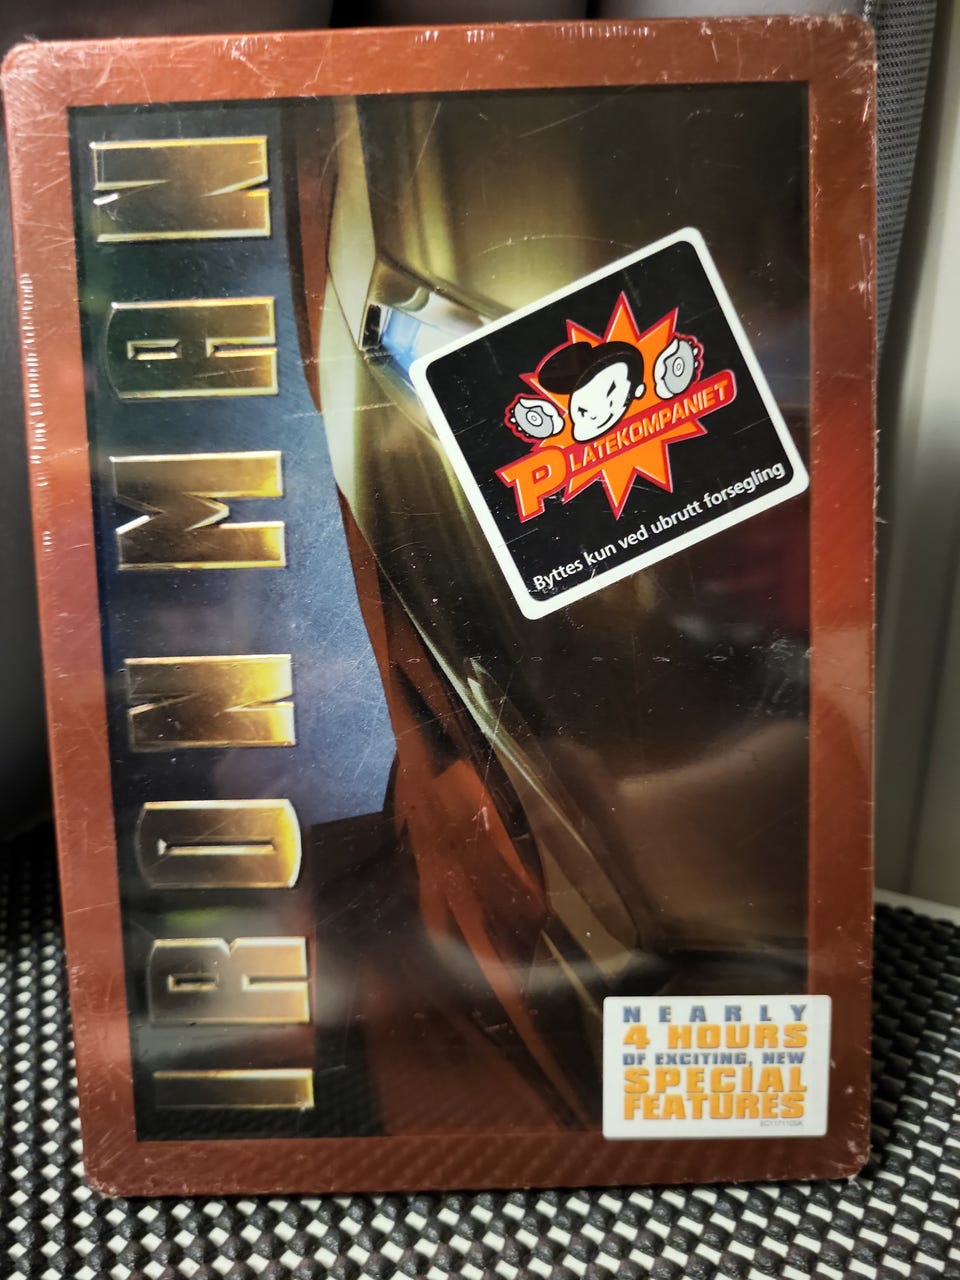 IRON MAN
PLATEKOMPANIET
Byttes kun ved ubrutt forsegling
NEARLY
4 HOURS
OF EXCITING, NEW
SPECIAL
FEATURES